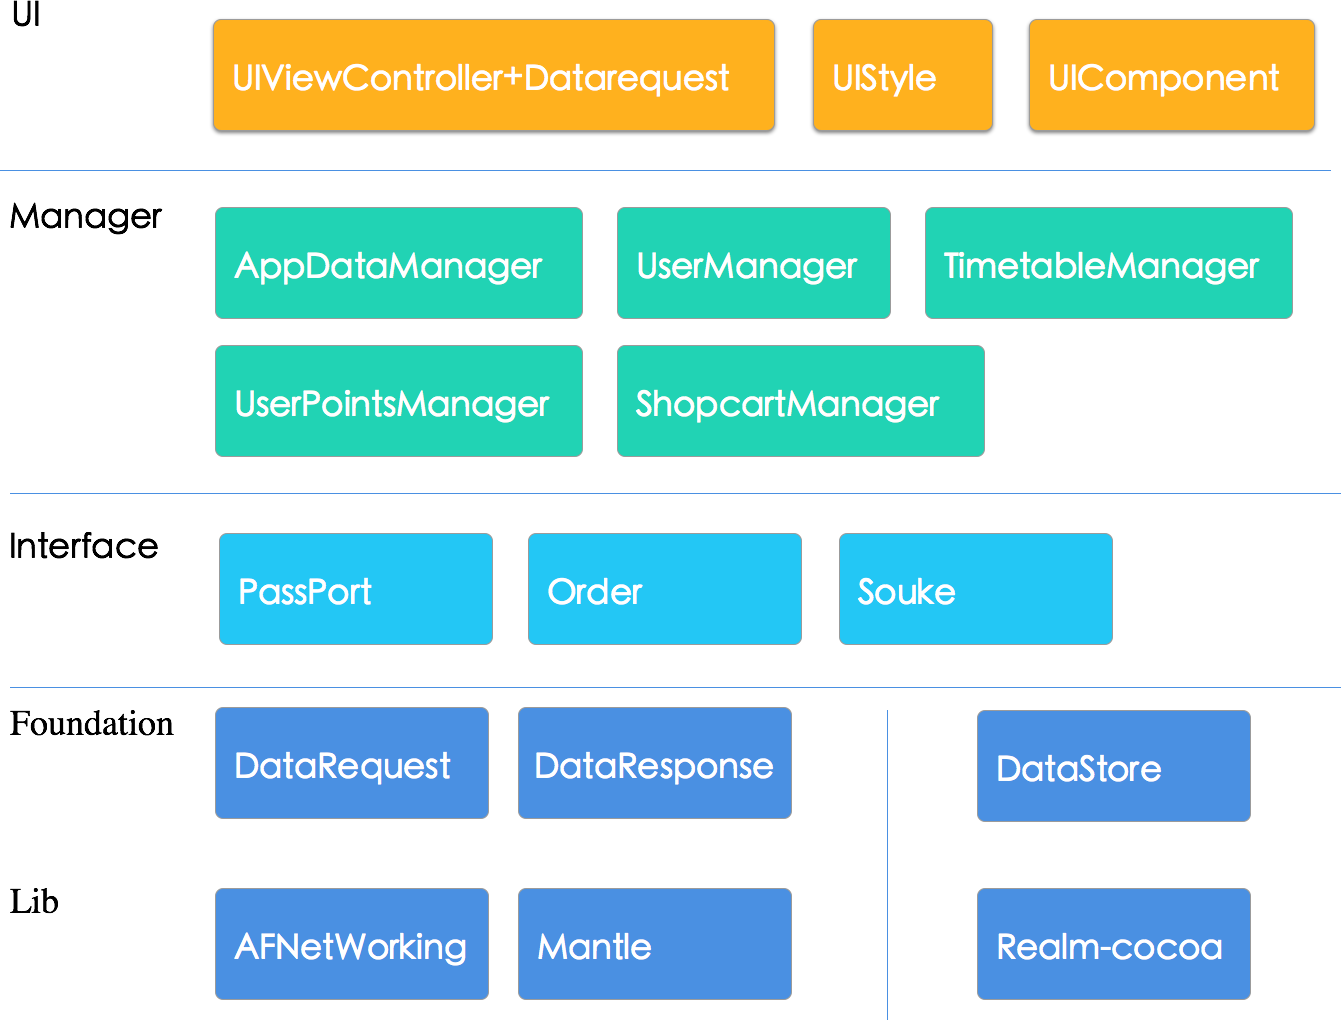 UI
UIViewController+Datarequest
UIStyle
UIComponent
Manager
AppDataManager
UserManager
TimetableManager
UserPointsManager
ShopcartManager
Interface
PassPort
Order
Souke
Foundation
DataRequest
DataResponse
DataStore
Lib
AFNetWorking
Mantle
Realm-cocoa